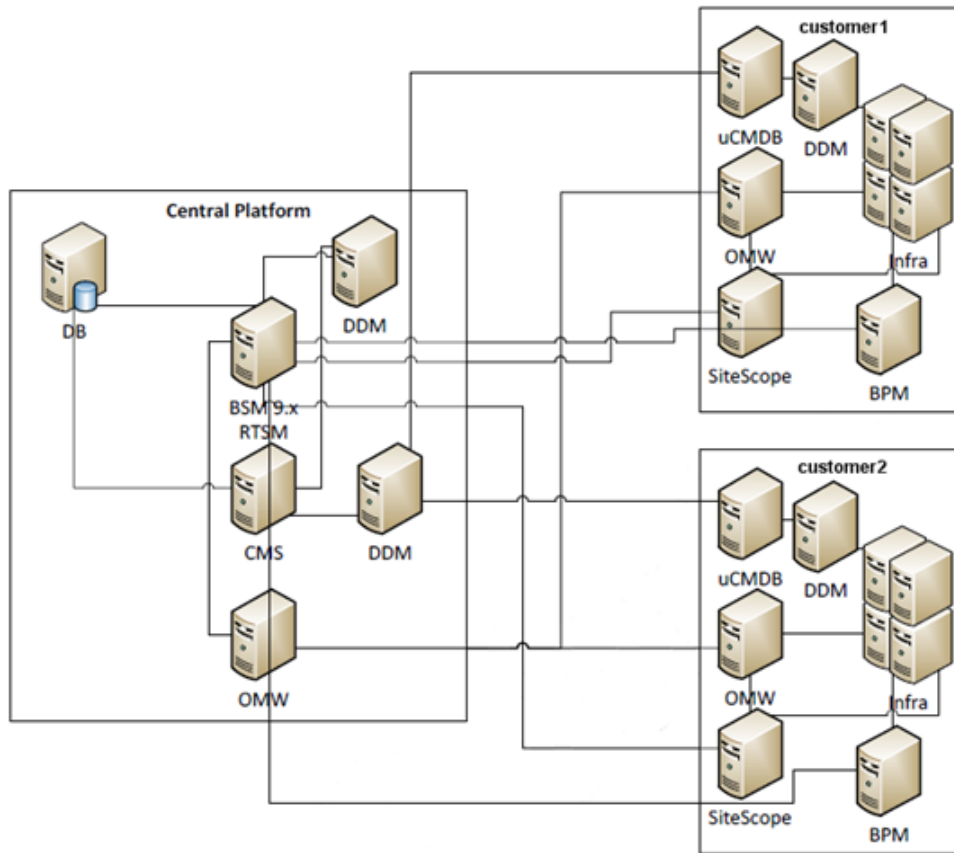 Central Platform
DB
DDM
BSM 9.x
RTSM
CMS
DDM
OMW
customer1
uCMDB
DDM
OMW
Infra
SiteScope
BPM
customer2
uCMDB
DDM
OMW
Infra
SiteScope
BPM